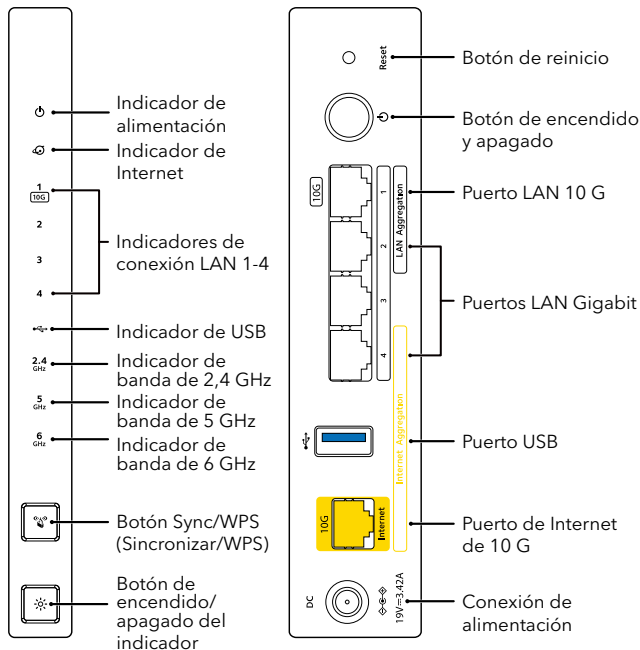 Indicador de
alimentación
Indicador de
Internet
1
10G
2
3
4
Indicadores de
conexión LAN 1-4
Indicador de USB
2.4
GHz
Indicador de
banda de 2,4 GHz
5
GHz
Indicador de
banda de 5 GHz
6
GHz
Indicador de
banda de 6 GHz
Botón Sync/WPS
(Sincronizar/WPS)
Botón de
encendido/
apagado del
indicador
Reset
Botón de reinicio
Botón de encendido
y apagado
10G
1
2
3
4
LAN Aggregation
Puerto LAN 10 G
Puertos LAN Gigabit
Internet Aggregation
Puerto USB
10G
Internet
Puerto de Internet
de 10 G
DC
19V⎓3.42A
Conexión de
alimentación